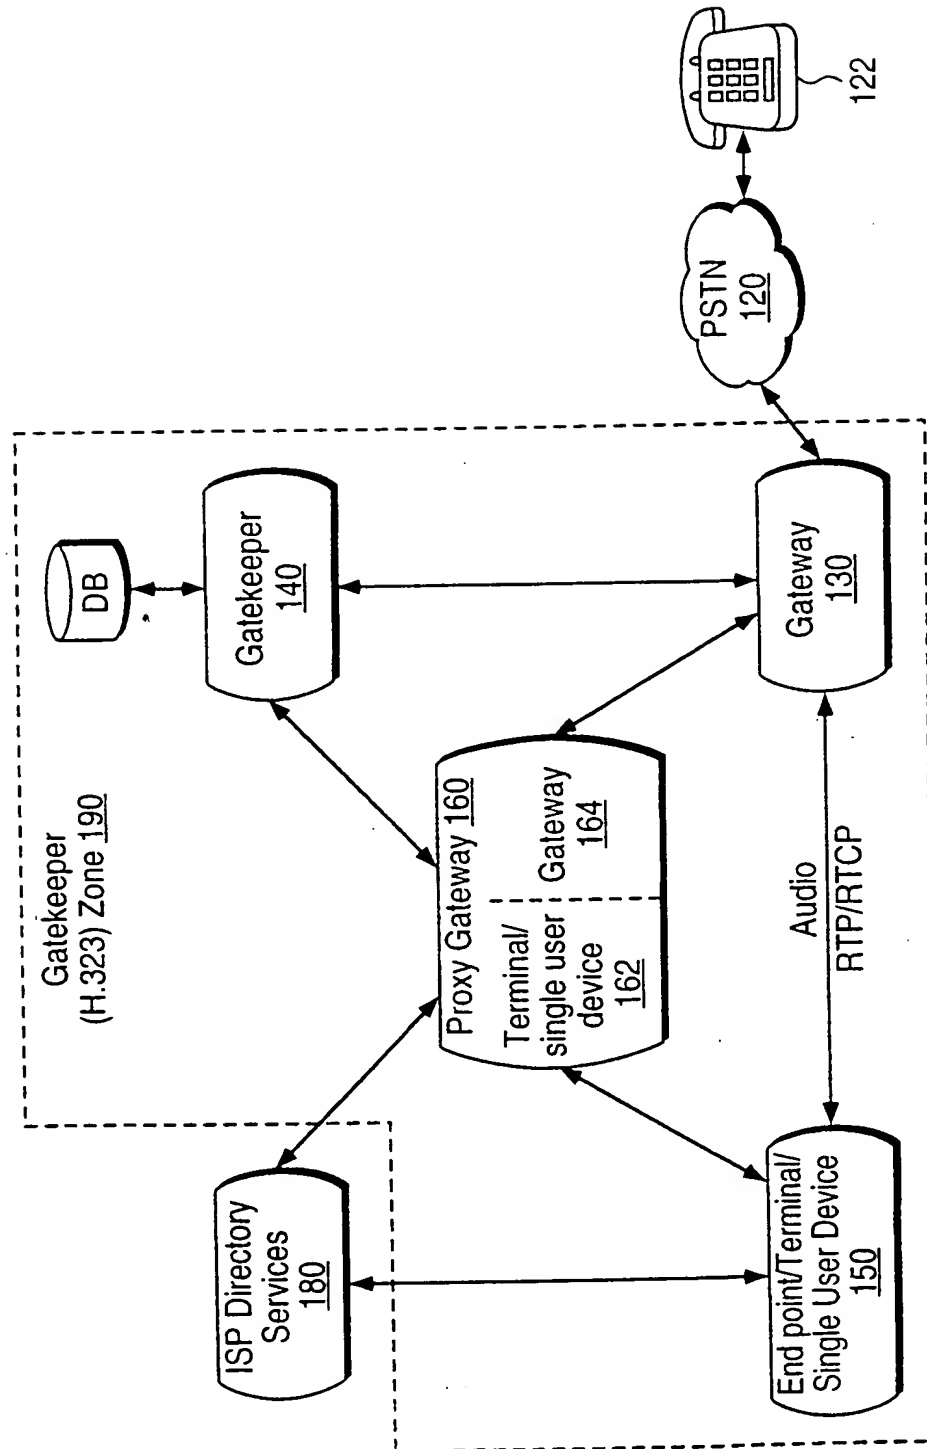 Gatekeeper
(H.323) Zone 190
DB
ISP Directory
Services
180
Gatekeeper
140
Proxy Gateway 160
Terminal/
single user
device
162
Gateway
164
End point/Terminal/
Single User Device
150
Audio
RTP/RTCP
Gateway
130
PSTN
120
122